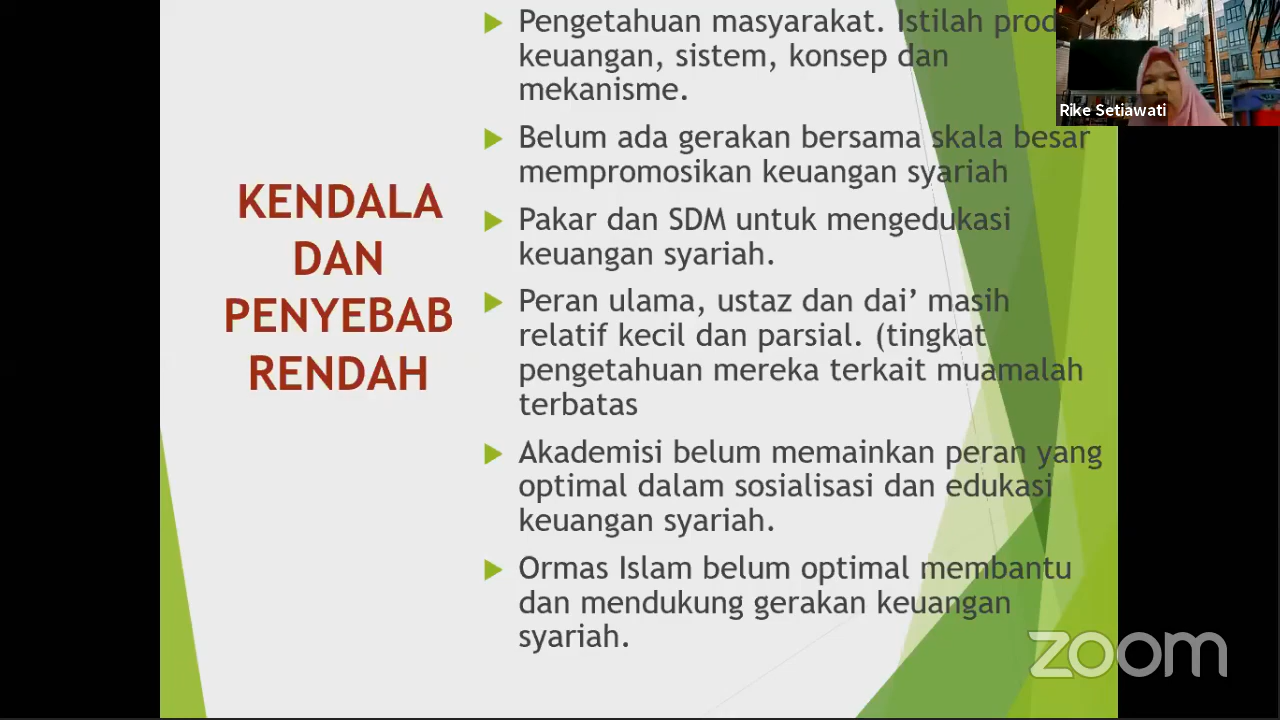 KENDALA
DAN
PENYEBAB
RENDAH
Pengetahuan masyarakat. Istilah
keuangan, sistem, konsep dan
mekanisme.
Belum ada gerakan bersama skala besar
mempromosikan keuangan syariah
Pakar dan SDM untuk mengedukasi
keuangan syariah.
Peran ulama, ustaz dan dai’ masih
relatif kecil dan parsial. (tingkat
pengetahuan mereka terkait muamalah
terbatas
Akademisi belum memainkan peran yang
optimal dalam sosialisasi dan edukasi
keuangan syariah.
Ormas Islam belum optimal membantu
dan mendukung gerakan keuangan
syariah.
Rike Setiawati
zoom